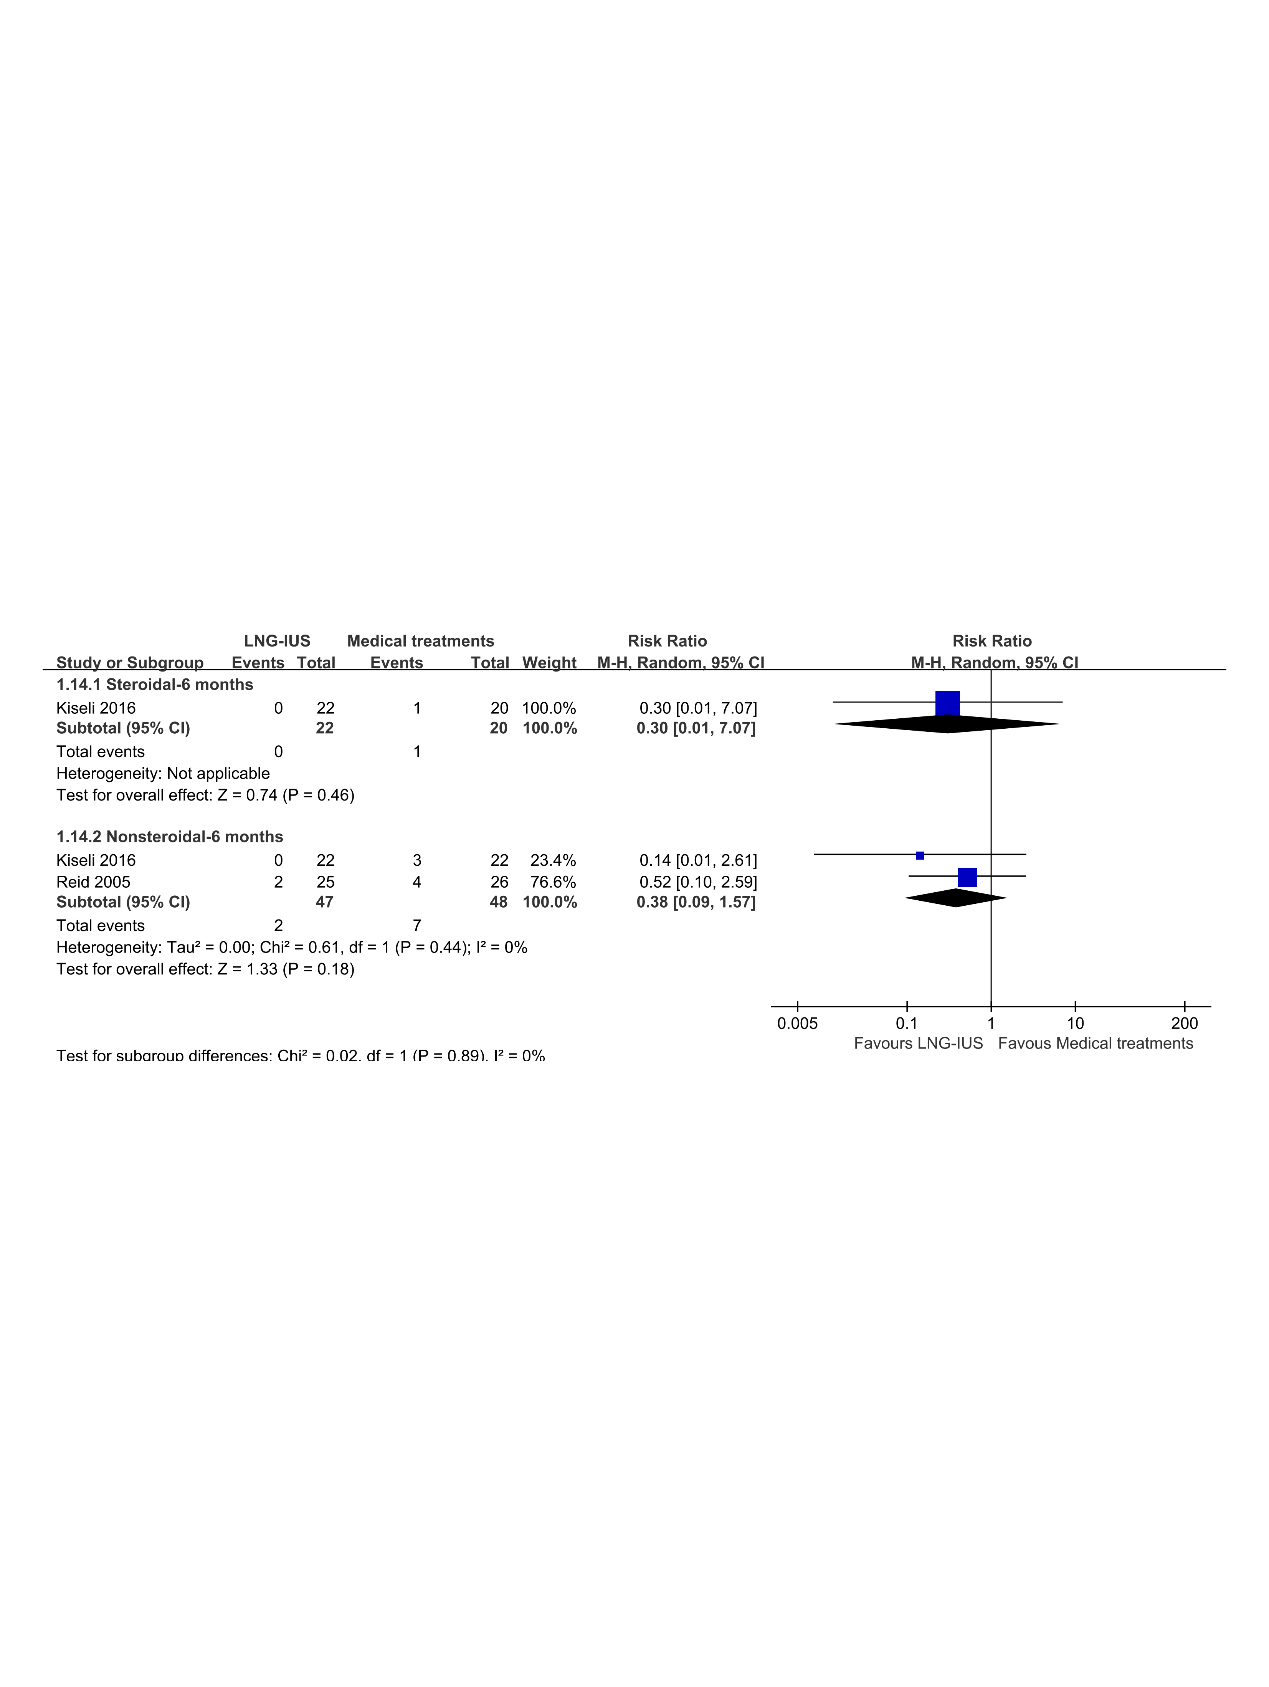 LNG-IUS Medical treatments Risk Ratio Risk Ratio
Study or Subgroup Events Total Events Total Weight M-H, Random, 95% CI M-H, Random, 95% CI
1.14.1 Steroidal-6 months
Kiseli 2016 0 22 1 20 100.0% 0.30 [0.01, 7.07]
Subtotal (95% CI) 22 20 100.0% 0.30 [0.01, 7.07]
Total events 0 1
Heterogeneity: Not applicable
Test for overall effect: Z = 0.74 (P = 0.46)
1.14.2 Nonsteroidal-6 months
Kiseli 2016 0 22 3 22 23.4% 0.14 [0.01, 2.61]
Reid 2005 2 25 4 26 76.6% 0.52 [0.10, 2.59]
Subtotal (95% CI) 47 48 100.0% 0.38 [0.09, 1.57]
Total events 2 7
Heterogeneity: Tau² = 0.00; Chi² = 0.61, df = 1 (P = 0.44); I² = 0%
Test for overall effect: Z = 1.33 (P = 0.18)
0.005 0.1 1 10 200
Favours LNG-IUS Favous Medical treatments
Test for subgroup differences: Chi² = 0.02, df = 1 (P = 0.89), I² = 0%